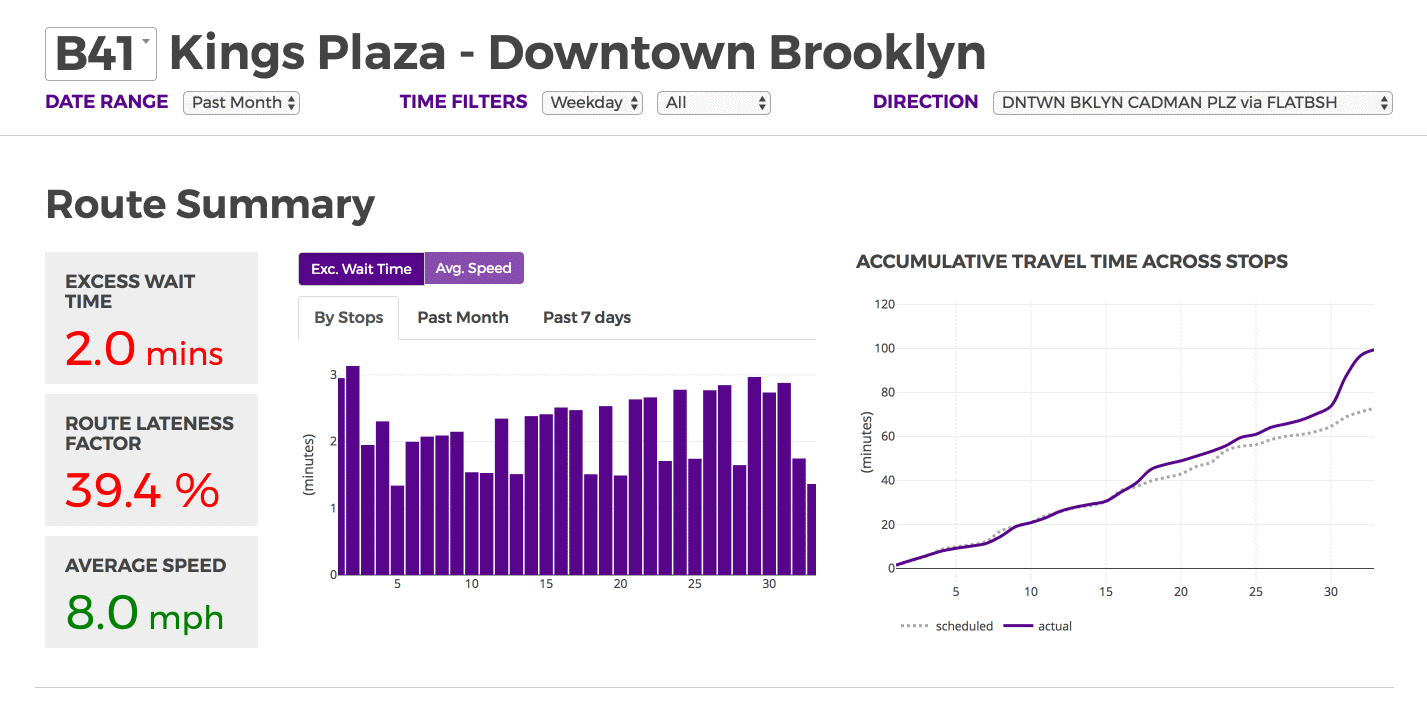 B41 Kings Plaza - Downtown Brooklyn
DATE RANGE Past Month TIME FILTERS Weekday All DIRECTION DNTWN BKLYN CADMAN PLZ via FLATBSH
Route Summary
EXCESS WAIT
TIME
2.0 mins
ROUTE LATENESS
FACTOR
39.4 %
AVERAGE SPEED
8.0 mph
Exc. Wait Time Avg. Speed
By Stops Past Month Past 7 days
3
2
1
0
(minutes)
5 10 15 20 25 30
ACCUMULATIVE TRAVEL TIME ACROSS STOPS
120
100
80
60
40
20
0
(minutes)
5 10 15 20 25 30
scheduled actual